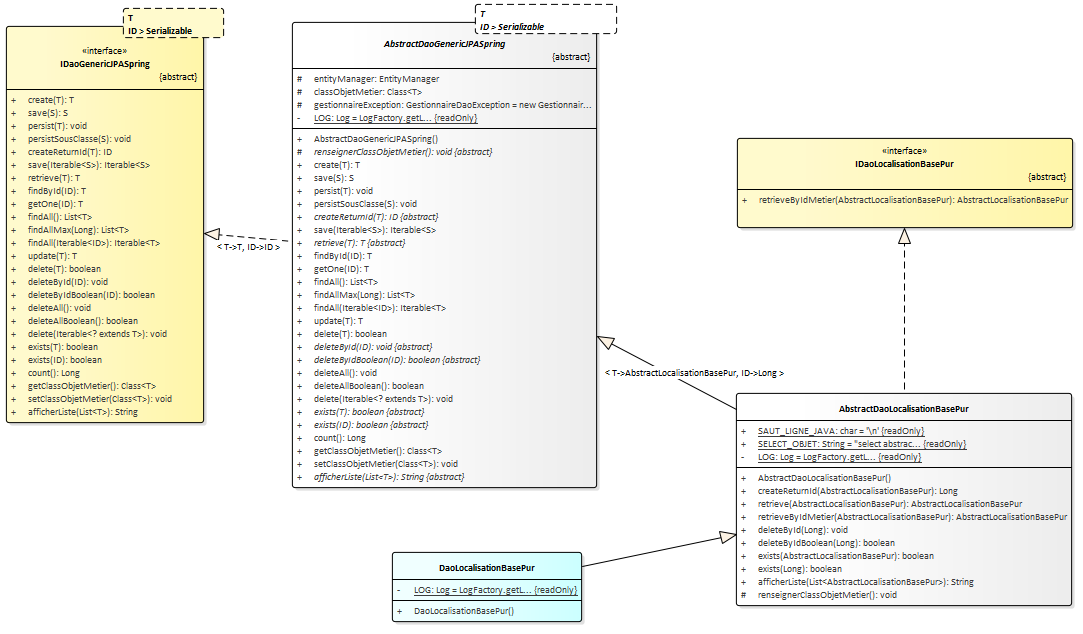 T
ID > Serializable
«interface»
IDaoGenericJPASpring
{abstract}
+ create(T): T
+ save(S): S
+ persist(T): void
+ persistSousClasse(S): void
+ createReturnId(T): ID
+ save(Iterable<S>): Iterable<S>
+ retrieve(T): T
+ findById(ID): T
+ getOne(ID): T
+ findAll(): List<T>
+ findAllMax(Long): List<T>
+ findAll(Iterable<ID>): Iterable<T>
+ update(T): T
+ delete(T): boolean
+ deleteById(ID): void
+ deleteByIdBoolean(ID): boolean
+ deleteAll(): void
+ deleteAllBoolean(): boolean
+ delete(Iterable<? extends T>): void
+ exists(T): boolean
+ exists(ID): boolean
+ count(): Long
+ getClassObjetMetier(): Class<T>
+ setClassObjetMetier(Class<T>): void
+ afficherListe(List<T>): String
< T->T, ID->ID >
T
ID > Serializable
AbstractDaoGenericJPASpring
{abstract}
# entityManager: EntityManager
# classObjetMetier: Class<T>
# gestionnaireException: GestionnaireDaoException = new Gestionnair...
- LOG: Log = LogFactory.getL... {readOnly}
+ AbstractDaoGenericJPASpring()
# renseignerClassObjetMetier(): void {abstract}
+ create(T): T
+ save(S): S
+ persist(T): void
+ persistSousClasse(S): void
+ createReturnId(T): ID {abstract}
+ save(Iterable<S>): Iterable<S>
+ retrieve(T): T {abstract}
+ findById(ID): T
+ getOne(ID): T
+ findAll(): List<T>
+ findAllMax(Long): List<T>
+ findAll(Iterable<ID>): Iterable<T>
+ update(T): T
+ delete(T): boolean
+ deleteById(ID): void {abstract}
+ deleteByIdBoolean(ID): boolean {abstract}
+ deleteAll(): void
+ deleteAllBoolean(): boolean
+ delete(Iterable<? extends T>): void
+ exists(T): boolean {abstract}
+ exists(ID): boolean {abstract}
+ count(): Long
+ getClassObjetMetier(): Class<T>
+ setClassObjetMetier(Class<T>): void
+ afficherListe(List<T>): String {abstract}
< T->AbstractLocalisationBasePur, ID->Long >
«interface»
IDaoLocalisationBasePur
{abstract}
+ retrieveByIdMetier(AbstractLocalisationBasePur): AbstractLocalisationBasePur
AbstractDaoLocalisationBasePur
+ SAUT_LIGNE_JAVA: char = '\n' {readOnly}
+ SELECT_OBJET: String = "select abstrac... {readOnly}
- LOG: Log = LogFactory.getL... {readOnly}
+ AbstractDaoLocalisationBasePur()
+ createReturnId(AbstractLocalisationBasePur): Long
+ retrieve(AbstractLocalisationBasePur): AbstractLocalisationBasePur
+ retrieveByIdMetier(AbstractLocalisationBasePur): AbstractLocalisationBasePur
+ deleteById(Long): void
+ deleteByIdBoolean(Long): boolean
+ exists(AbstractLocalisationBasePur): boolean
+ exists(Long): boolean
+ afficherListe(List<AbstractLocalisationBasePur>): String
# renseignerClassObjetMetier(): void
DaoLocalisationBasePur
- LOG: Log = LogFactory.getL... {readOnly}
+ DaoLocalisationBasePur()